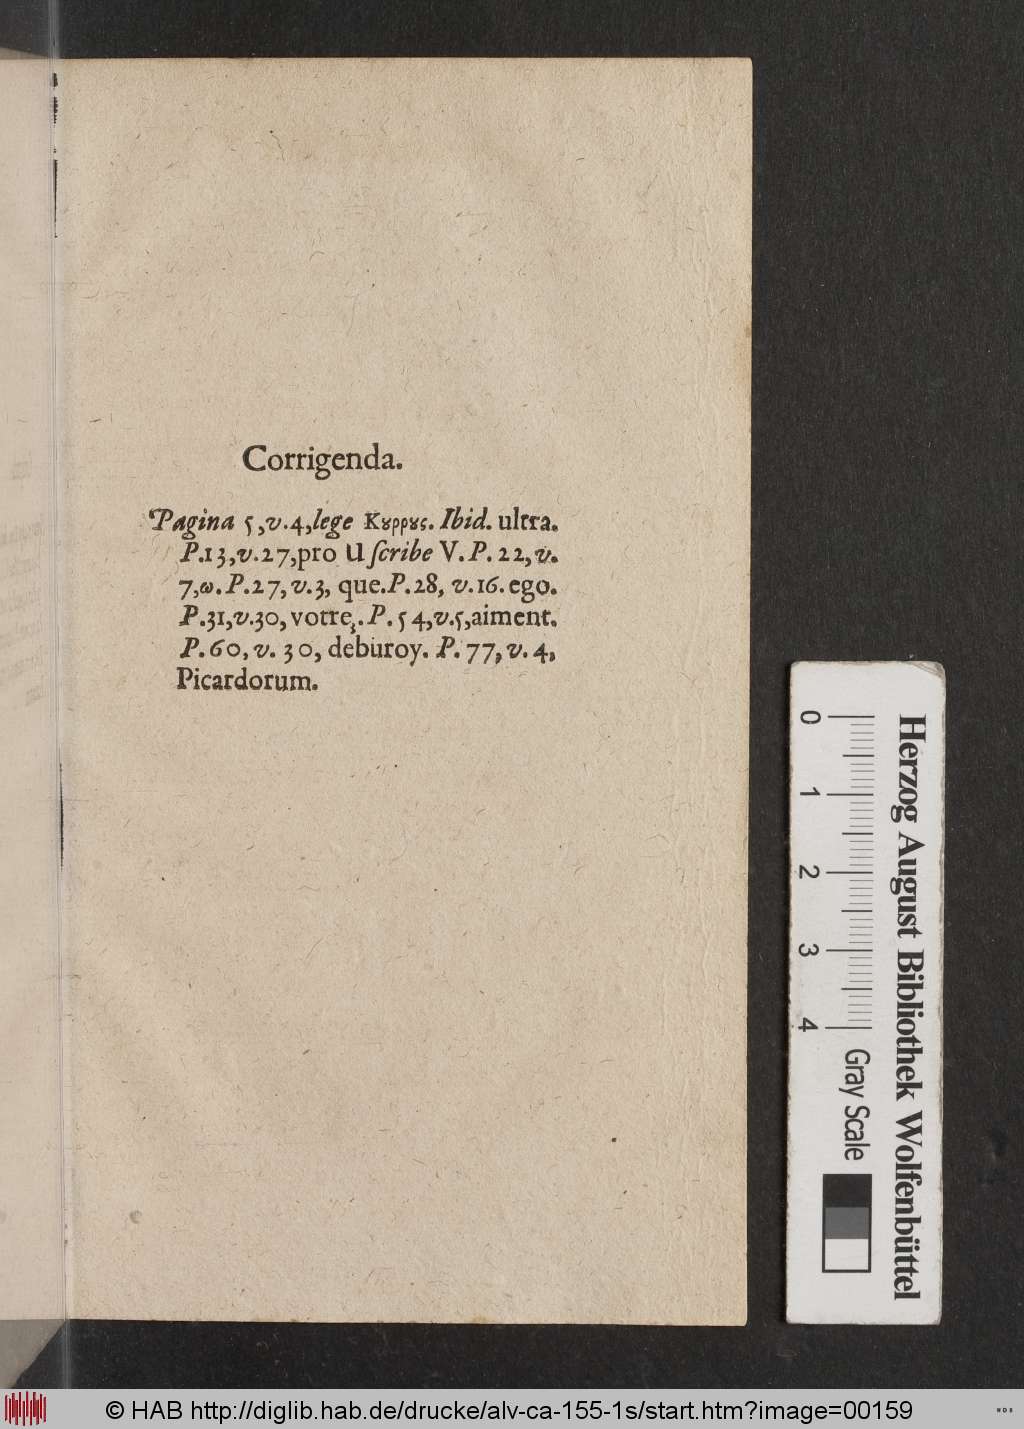 Corrigenda.
Pagina 5,v.4,lege Κȣρρȣς. Ibid. ultra.
P.13,v.27,pro U ſcribe V.P. 22,v.
7,ω.P.27,v.3, que.P.28, v.16.ego.
P.31,v.30, votrȩ.P. 54,v.5,aiment.
P.60,v. 30, deburoy. P. 77,v.4,
Picardorum.
0 1 2 3 4 Gray Scale
Herzog August Bibliothek Wolfenbüttel
© HAB http://diglib.hab.de/drucke/alv-ca-155-1s/start.htm?image=00159